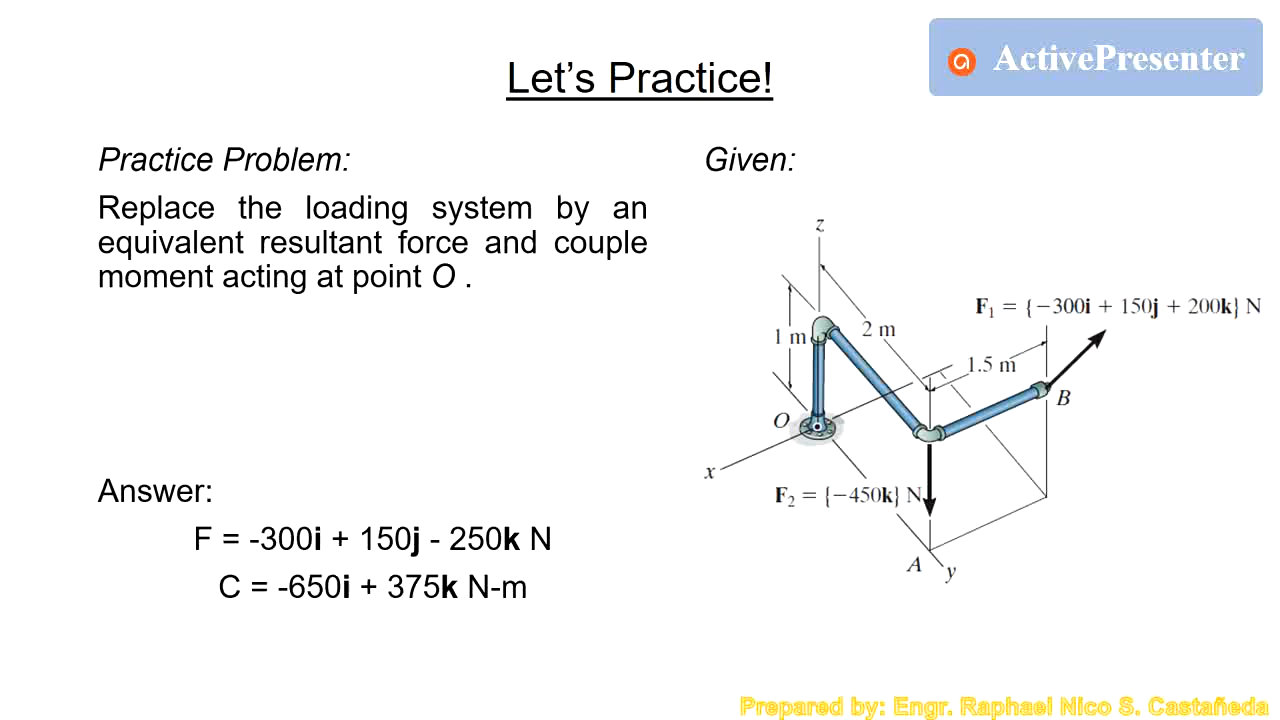 ActivePresenter
Let’s Practice!
Practice Problem:
Replace the loading system by an
equivalent resultant force and couple
moment acting at point O .
Answer:
F = -300i + 150j - 250k N
C = -650i + 375k N-m
Given:
z
F₁ = {−300i + 150j + 200k} N
1 m
2 m
1.5 m
B
O
x
F₂ = {−450k} N
A
y
Prepared by: Engr. Raphael Nico S. Castañeda